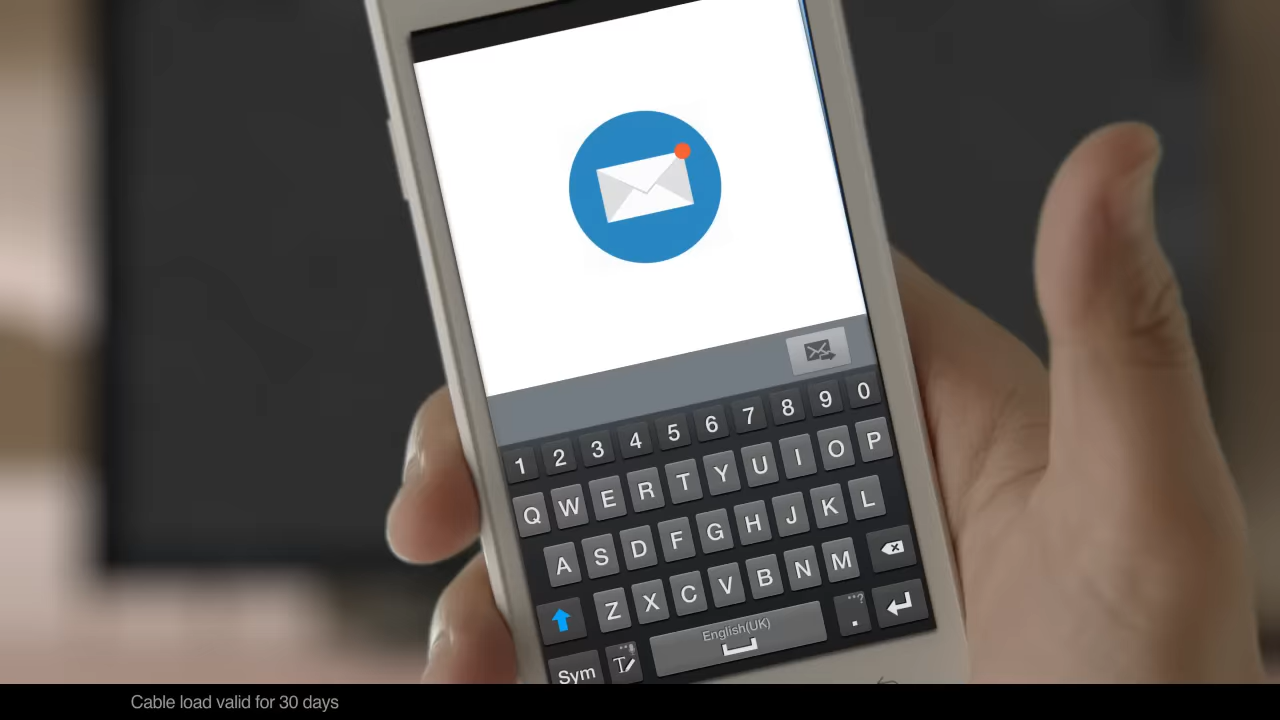 1 2 3 4 5 6 7 8 9 0
Q W E R T Y U I O P
A S D F G H J K L
Z X C V B N M
Sym T English(UK) . ...?
Cable load valid for 30 days